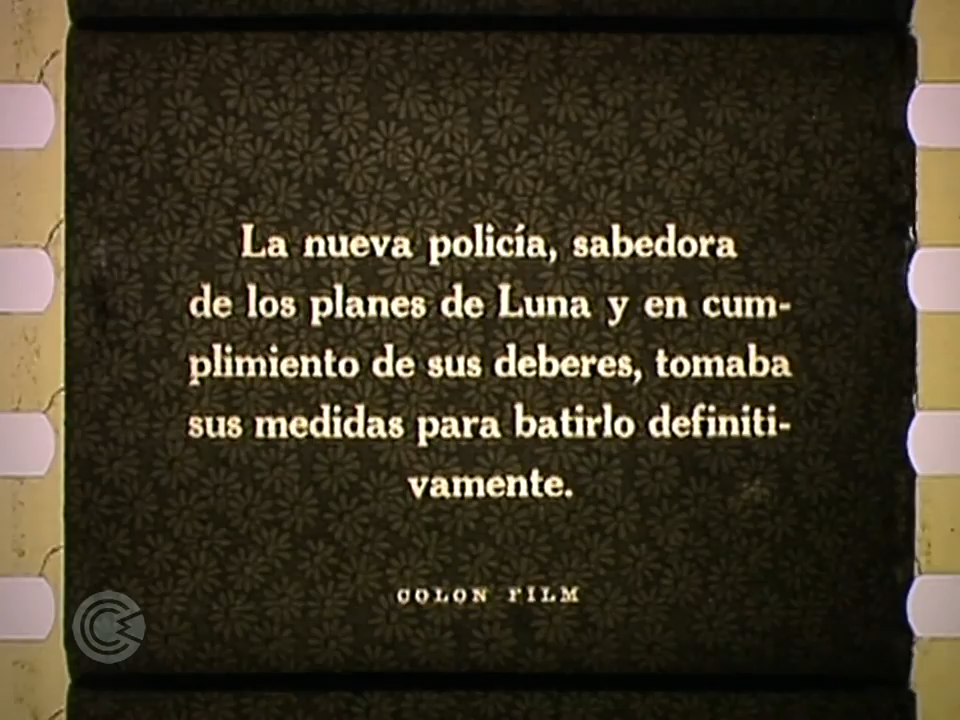 La nueva policía, sabedora
de los planes de Luna y en cum-
plimiento de sus deberes, tomaba
sus medidas para batirlo definiti-
vamente.
COLON FILM